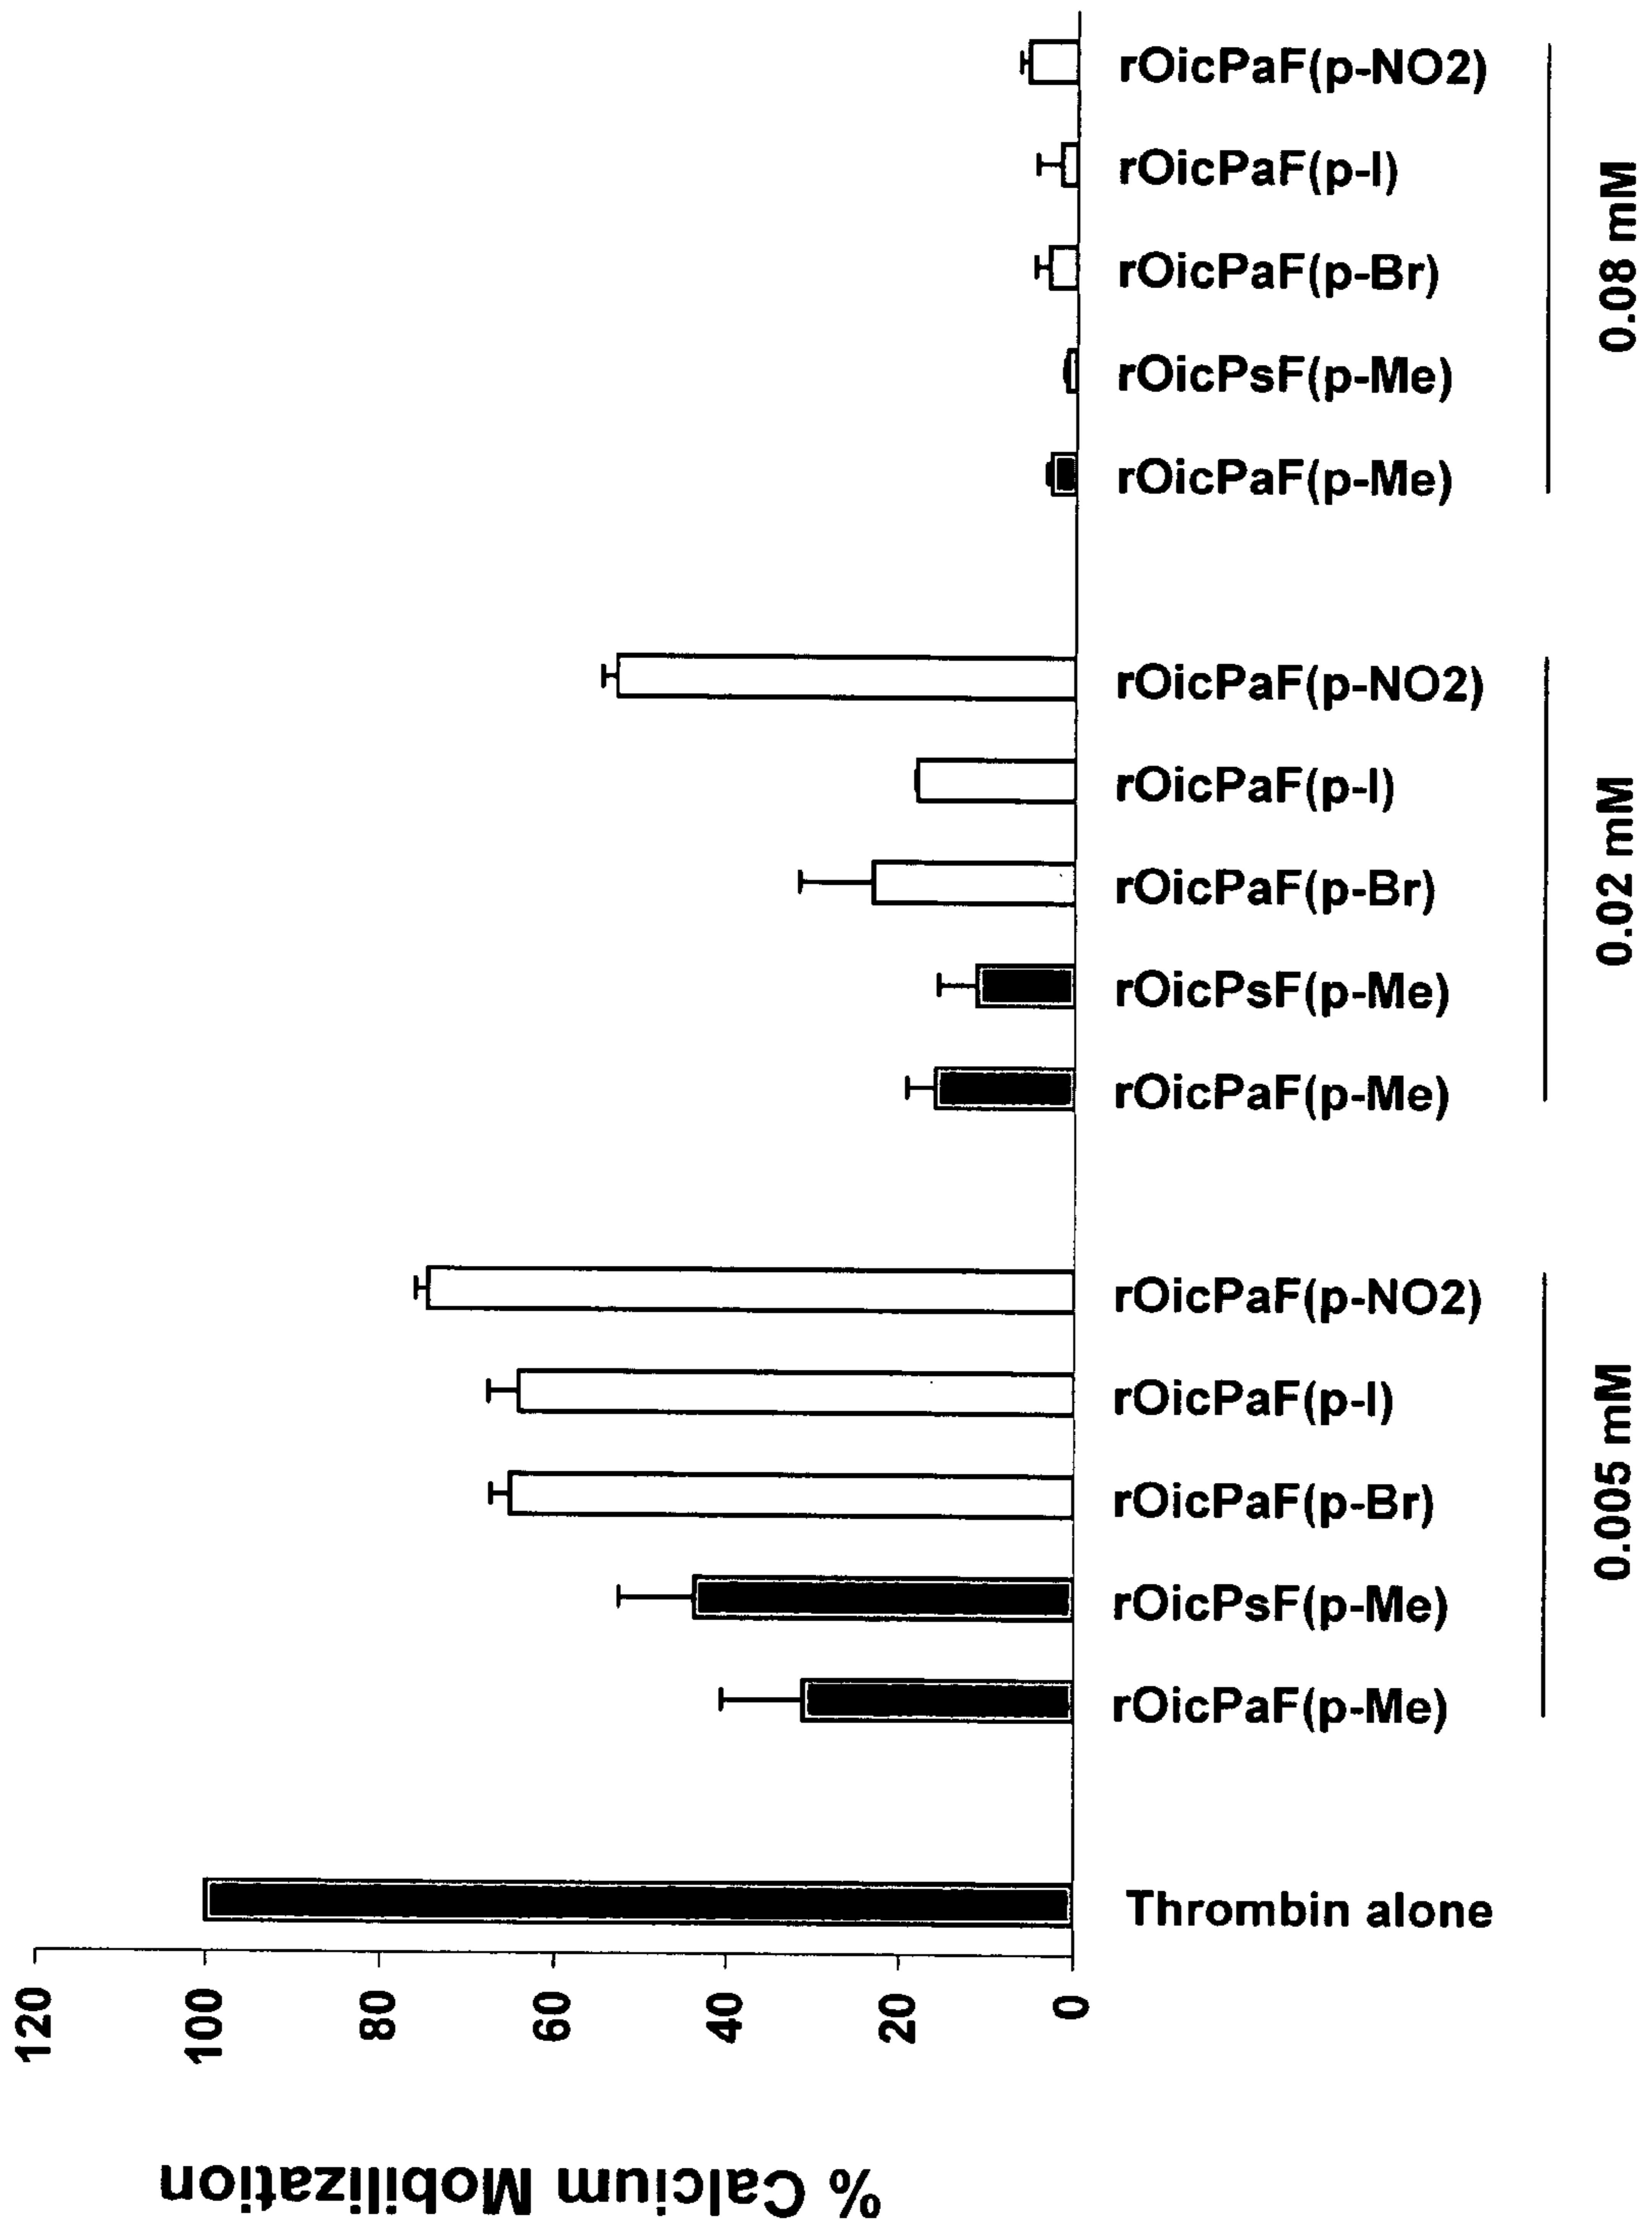 % Calcium Mobilization
120
100
80
60
40
20
0
Thrombin alone
rOicPaF(p-Me)
rOicPsF(p-Me)
rOicPaF(p-Br)
rOicPaF(p-I)
rOicPaF(p-NO2)
rOicPaF(p-Me)
rOicPsF(p-Me)
rOicPaF(p-Br)
rOicPaF(p-I)
rOicPaF(p-NO2)
rOicPaF(p-Me)
rOicPsF(p-Me)
rOicPaF(p-Br)
rOicPaF(p-I)
rOicPaF(p-NO2)
0.005 mM
0.02 mM
0.08 mM